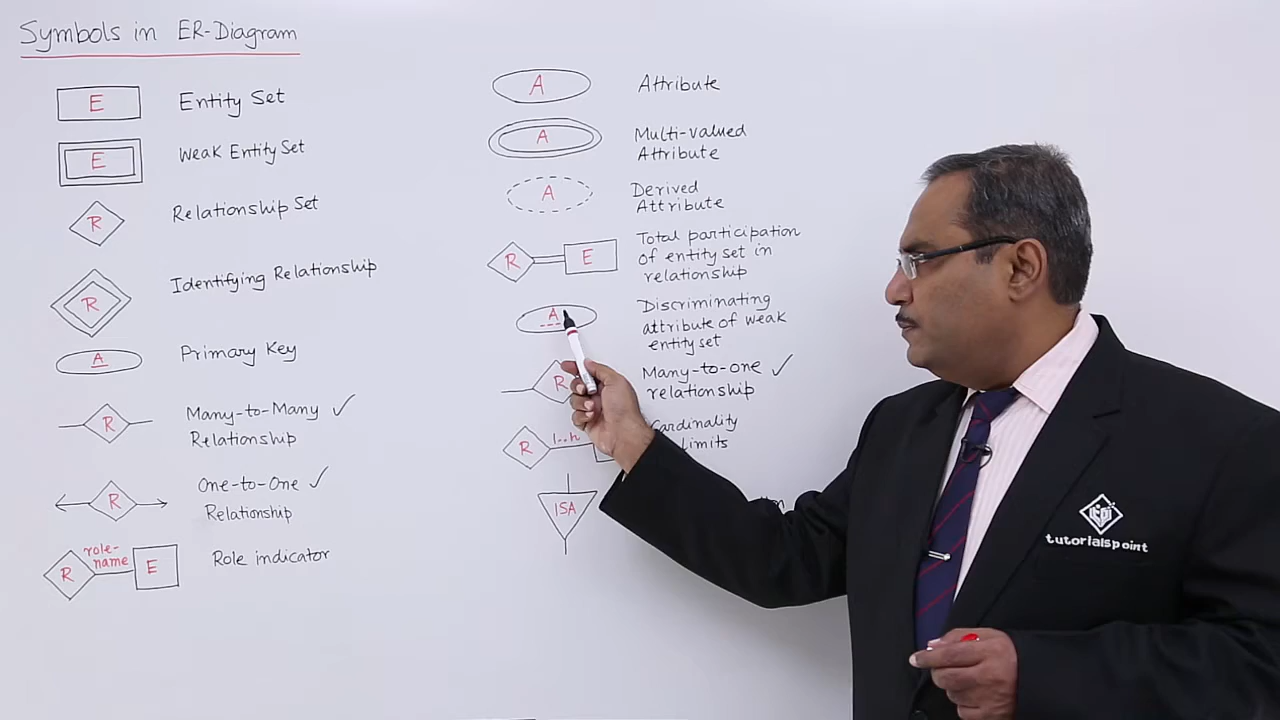 Symbols in ER-Diagram
E
Entity Set
E
Weak Entity Set
R
Relationship Set
R
Identifying Relationship
A
Primary Key
R
Many-to-Many ✓
Relationship
R
One-to-One ✓
Relationship
R
role-
name
E
Role indicator
A
Attribute
A
Multi-valued
Attribute
A
Derived
Attribute
R
E
Total participation
of entity set in
relationship
A
Discriminating
attribute of weak
entity set
R
Many-to-one ✓
relationship
R
1..n
Cardinality
Limits
ISA
tutorialspoint